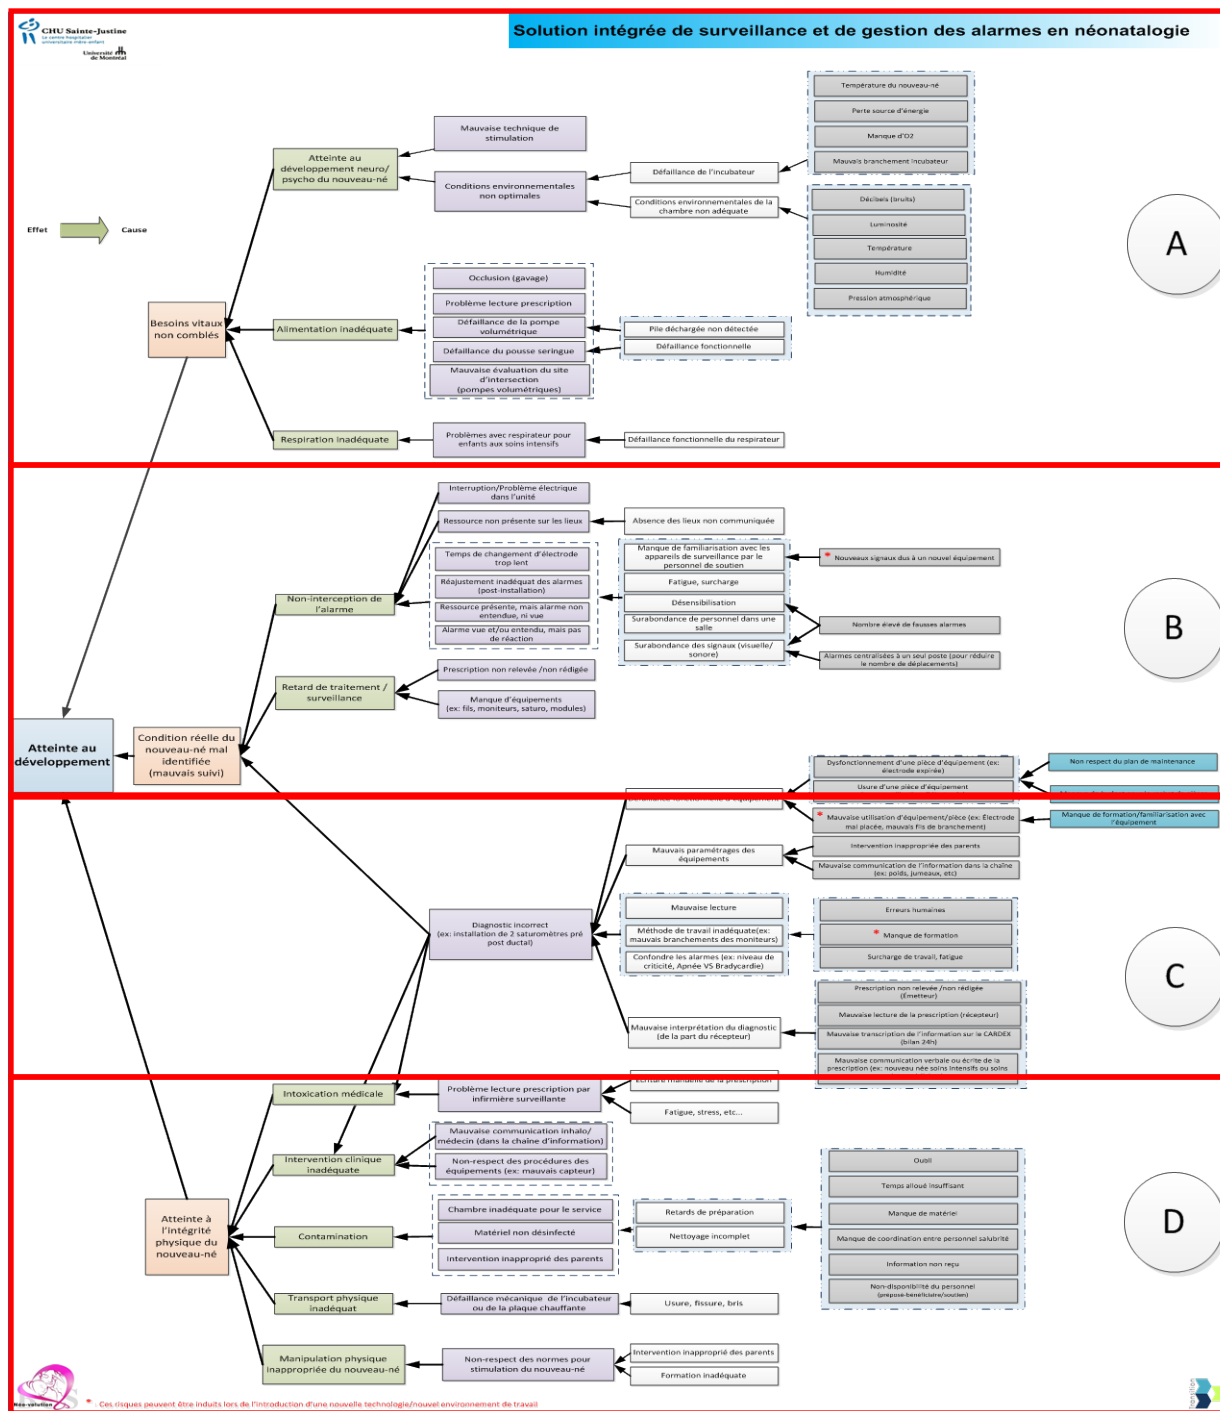 CHU Sainte-Justine
Le centre hospitalier
universitaire mère-enfant
Université
de Montréal
Solution intégrée de surveillance et de gestion des alarmes en néonatalogie
Effet
Cause
A
Température du nouveau-né
Perte source d'énergie
Manque d'O2
Mauvais branchement incubateur
Mauvaise technique de
stimulation
Atteinte au
développement neuro/
psycho du nouveau-né
Conditions environnementales
non optimales
Défaillance de l'incubateur
Conditions environnementales de la
chambre non adéquate
Décibels (bruits)
Luminosité
Température
Humidité
Pression atmosphérique
Besoins vitaux
non comblés
Alimentation inadéquate
Occlusion (gavage)
Problème lecture prescription
Défaillance de la pompe
volumétrique
Défaillance du pousse seringue
Mauvaise évaluation du site
d'intersection
(pompes volumétriques)
Pile déchargée non détectée
Défaillance fonctionnelle
Respiration Inadéquate
Problèmes avec respirateur pour
enfants aux soins intensifs
Défaillance fonctionnelle du respirateur
B
Interruption/Problème électrique
dans l'unité
Ressource non présente sur les lieux
Absence des lieux non communiquée
Temps de changement d'électrode
trop lent
Réajustement inadéquat des alarmes
(post-installation)
Ressource présente, mais alarme non
entendue, ni vue
Alarme vue et/ou entendu, mais pas
de réaction
Non-interception de
l'alarme
Manque de familiarisation avec les
appareils de surveillance par le
personnel de soutien
Fatigue, surcharge
Désensibilisation
Surabondance de personnel dans une
salle
Surabondance des signaux (visuelle/
sonore)
* Nouveaux signaux dus à un nouvel équipement
Nombre élevé de fausses alarmes
Alarmes centralisées à un seul poste (pour réduire
le nombre de déplacements)
Retard de traitement /
surveillance
Prescription non relevée /non rédigée
Manque d'équipements
(ex: fils, moniteurs, saturo, modules)
Atteinte au
développement
Condition réelle du
nouveau-né mal
identifiée
(mauvais suivi)
Dysfonctionnement d'une pièce d'équipement (ex:
électrode expirée)
Usure d'une pièce d'équipement
Non respect du plan de maintenance
C
* Mauvaise utilisation d'équipement/pièce (ex: Électrode
mal placée, mauvais fils de branchement)
Manque de formation/familiarisation avec
l'équipement
Mauvais paramétrages des
équipements
Intervention inappropriée des parents
Mauvaise communication de l'information dans la chaîne
(ex: poids, jumeaux, etc)
Diagnostic incorrect
(ex: installation de 2 saturomètres pré
post ductal)
Mauvaise lecture
Méthode de travail inadéquate(ex:
mauvais branchements des moniteurs)
Confondre les alarmes (ex: niveau de
criticité, Apnée VS Bradycardie)
Erreurs humaines
* Manque de formation
Surcharge de travail, fatigue
Mauvaise interprétation du diagnostic
(de la part du récepteur)
Prescription non relevée /non rédigée
(Émetteur)
Mauvaise lecture de la prescription (récepteur)
Mauvaise transcription de l'information sur le CARDEX
(bilan 24h)
Mauvaise communication verbale ou écrite de la
prescription (ex: nouveau née soins intensifs ou soins
D
Intoxication médicale
Problème lecture prescription par
infirmière surveillante
Écriture manuelle de la prescription
Fatigue, stress, etc...
Intervention clinique
inadéquate
Mauvaise communication inhalo/
médecin (dans la chaîne d'information)
Non-respect des procédures des
équipements (ex: mauvais capteur)
Atteinte à
l'intégrité
physique du
nouveau-né
Contamination
Chambre inadéquate pour le service
Matériel non désinfecté
Intervention inapproprié des parents
Retards de préparation
Nettoyage incomplet
Oubli
Temps alloué insuffisant
Manque de matériel
Manque de coordination entre personnel salubrité
Information non reçu
Non-disponibilité du personnel
(préposé-bénéficiaire/soutien)
Transport physique
inadéquat
Défaillance mécanique de l'incubateur
ou de la plaque chauffante
Usure, fissure, bris
Manipulation physique
inappropriée du nouveau-né
Non-respect des normes pour
stimulation du nouveau-né
Intervention inapproprié des parents
Formation inadéquate
Néo-volution
* : Ces risques peuvent être induits lors de l'introduction d'une nouvelle technologie/nouvel environnement de travail
Transition